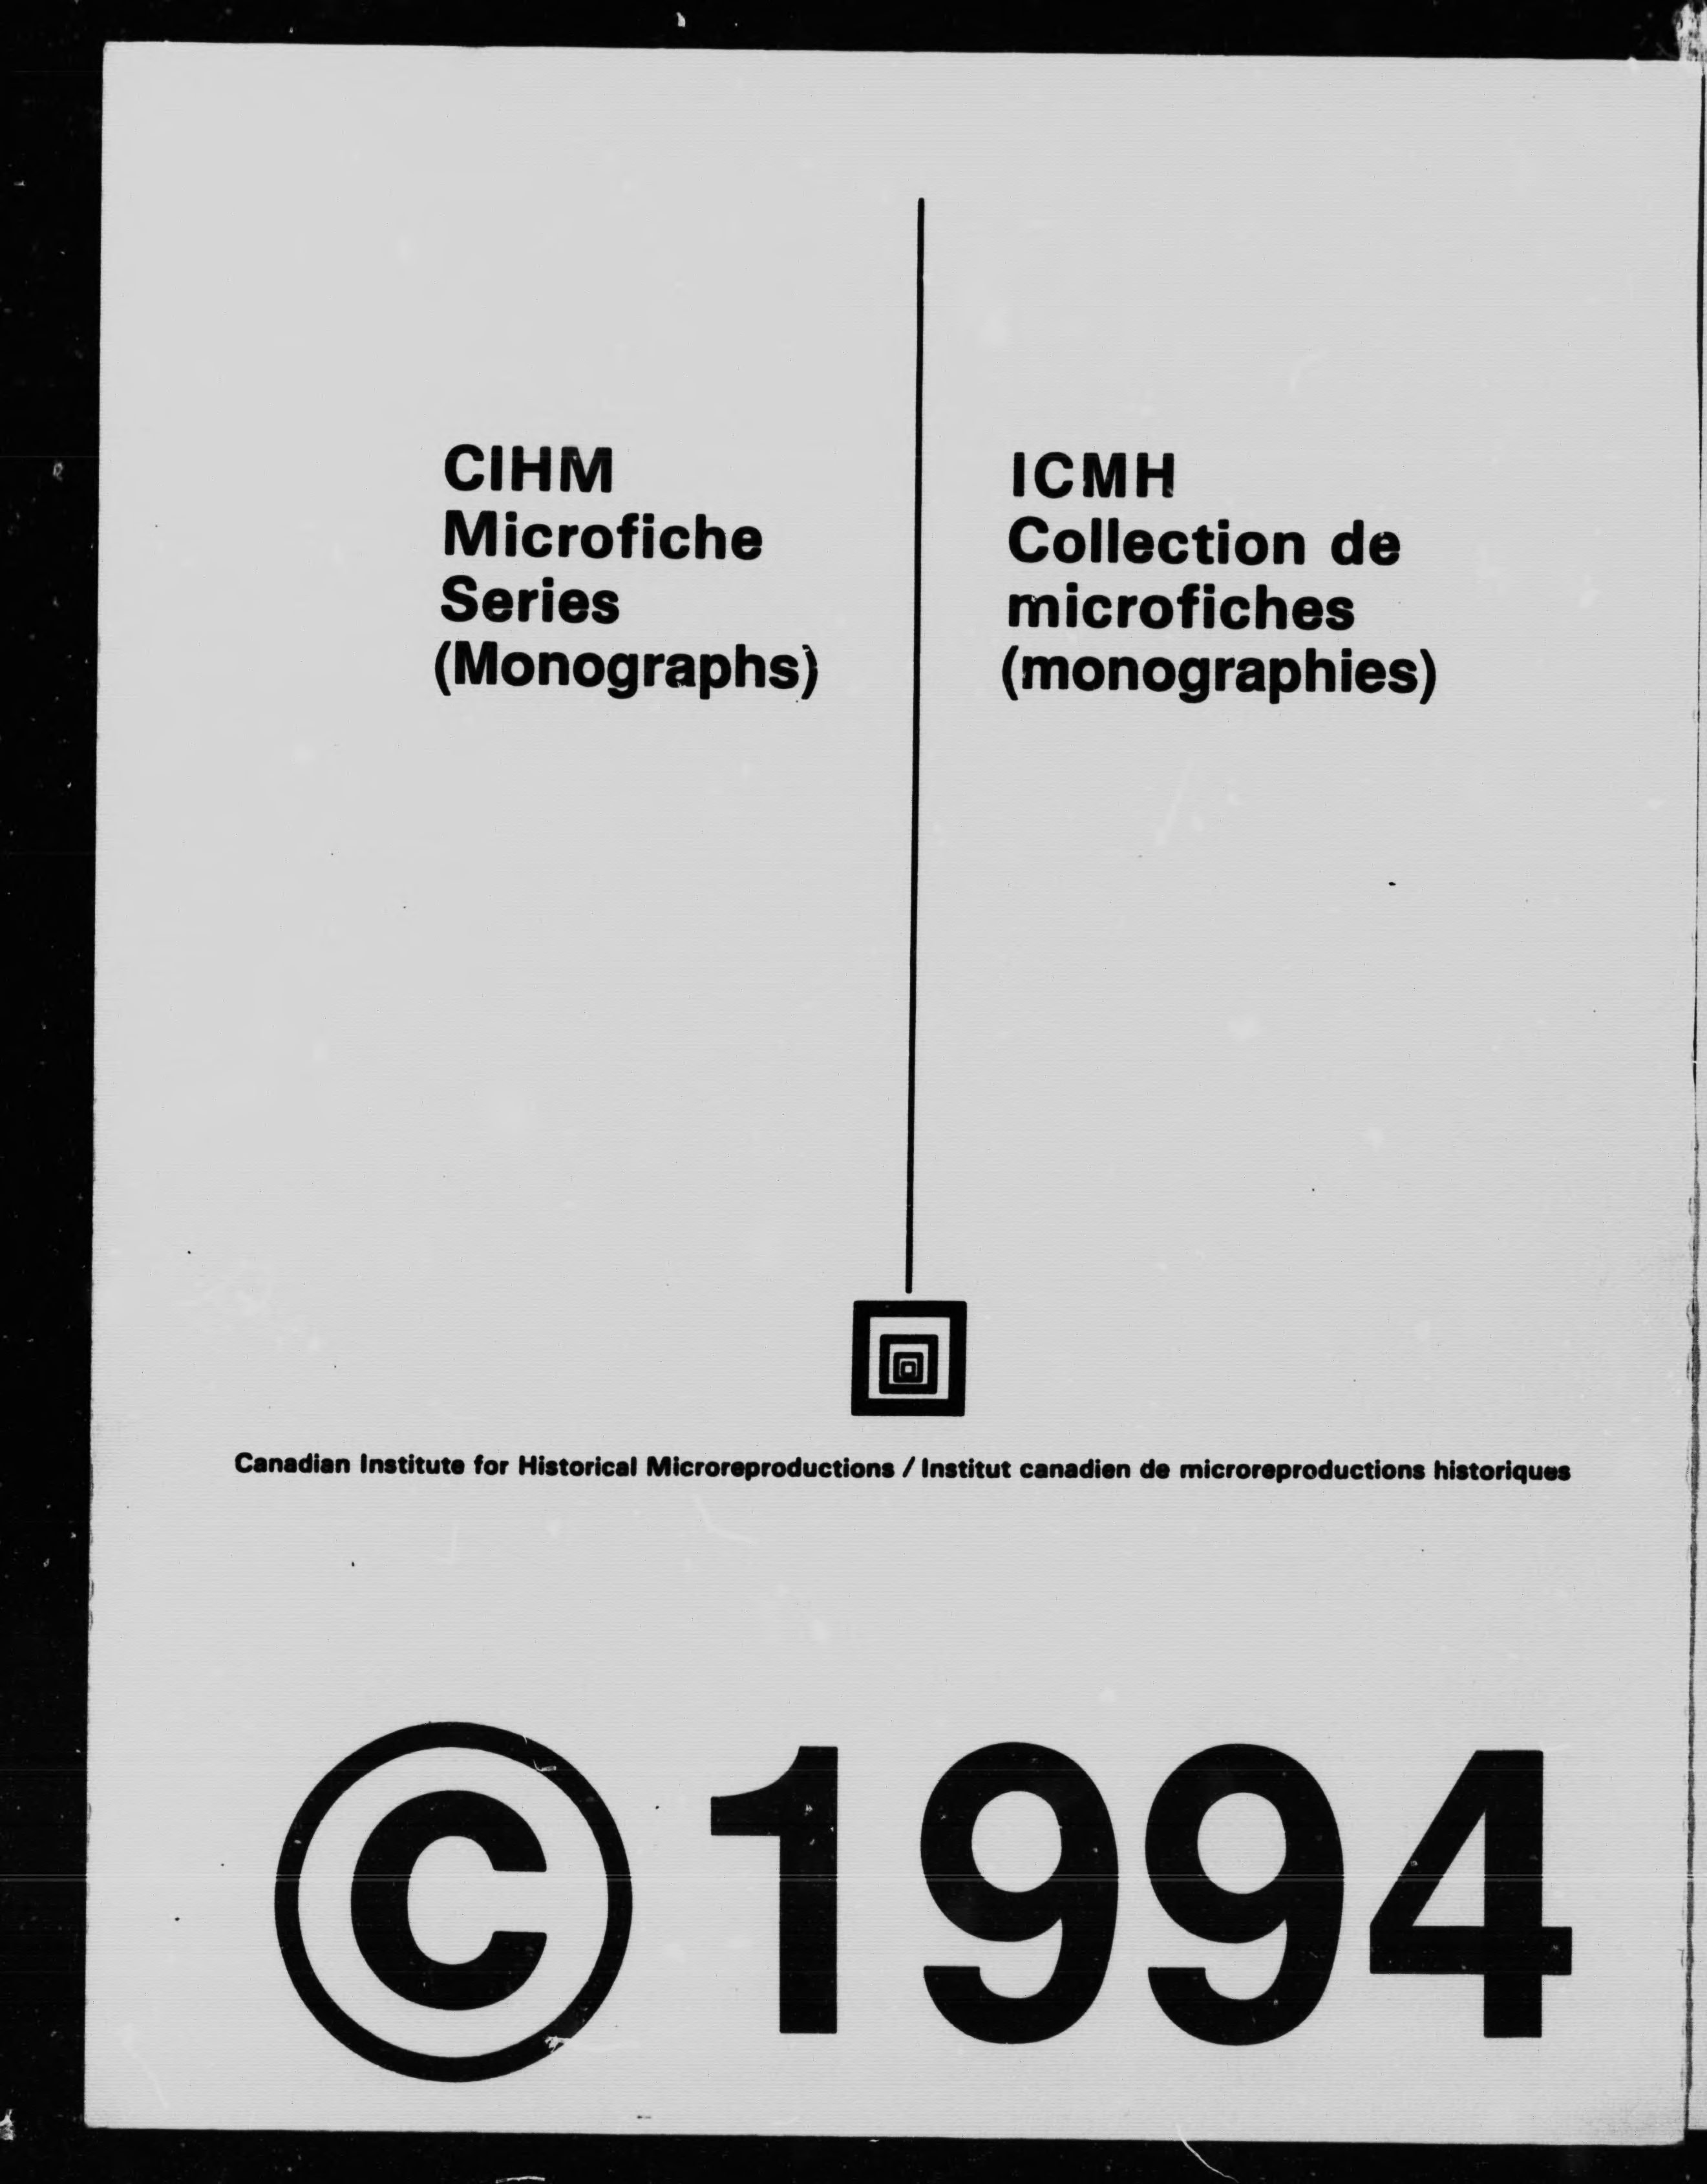 CIHM
Microfiche
Series
(Monographs)
ICMH
Collection de
microfiches
(monographies)
Canadian Institute for Historical Microreproductions / Institut canadien de microreproductions historiques
©1994